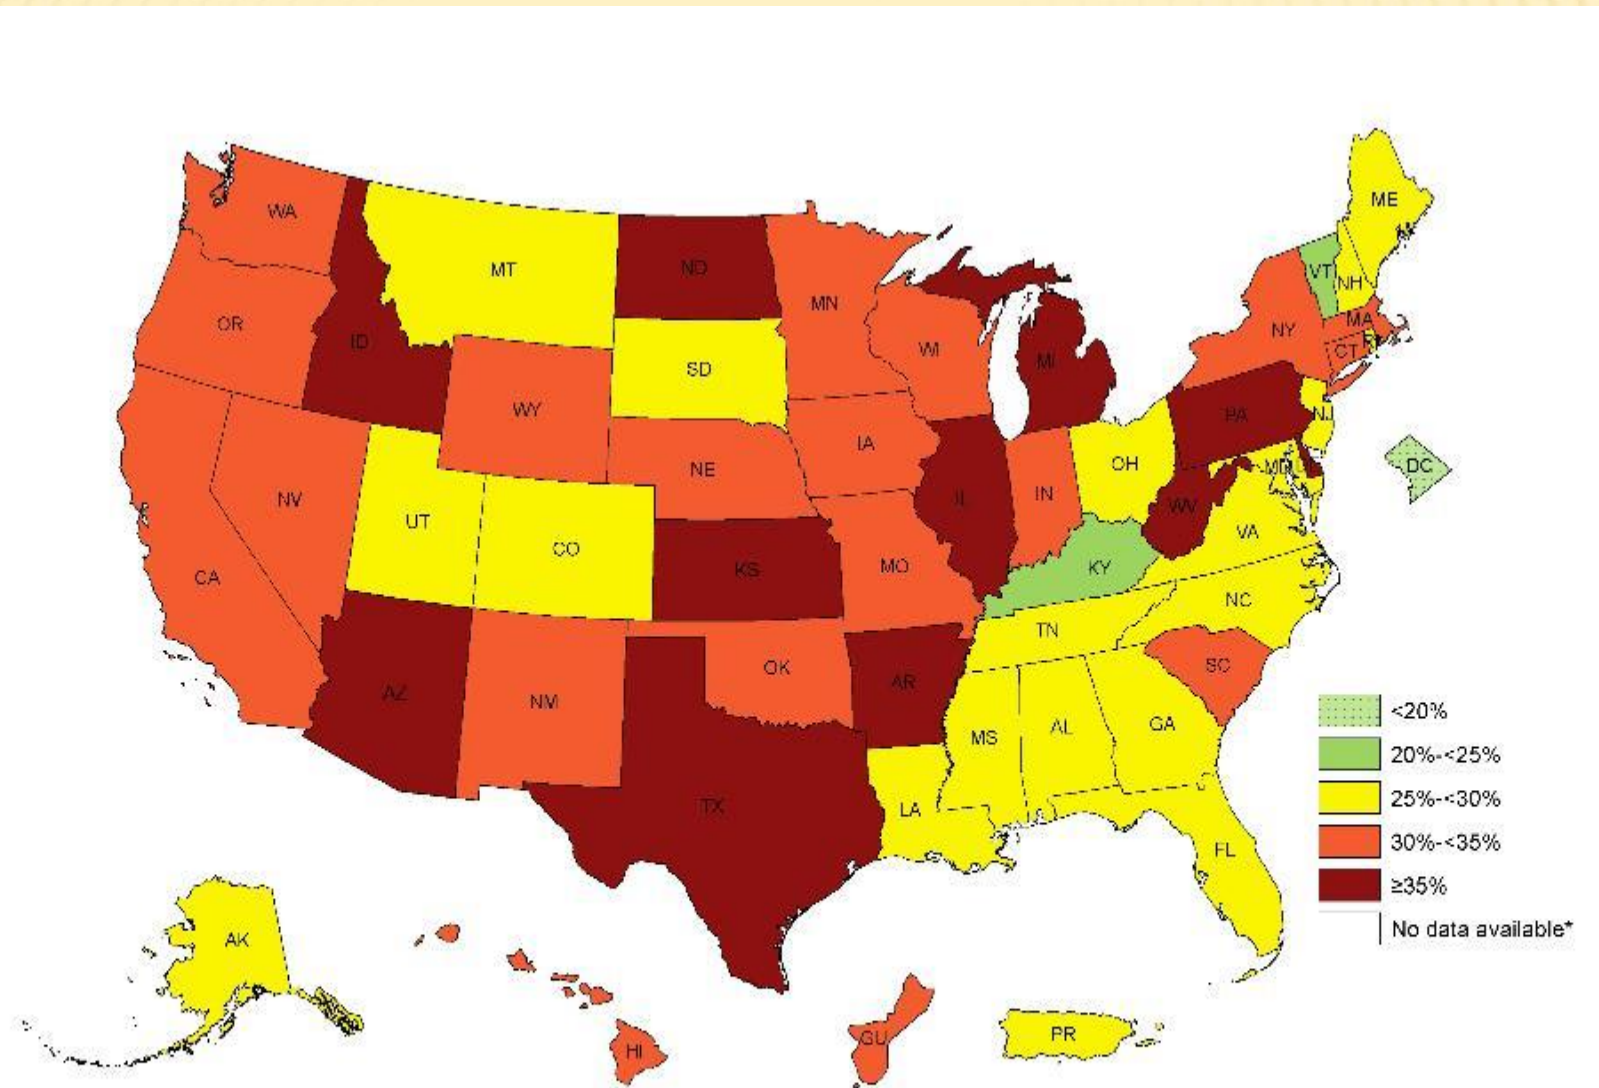 ME
WA
MT
ND
VT
NH
MN
OR
ID
NY
MA
WI
CT
RI
MI
SD
WY
PA
NJ
IA
OH
MD
DC
NE
NV
IL
IN
WV
UT
VA
CO
KS
MO
KY
CA
NC
TN
OK
SC
AZ
AR
NM
MS
AL
GA
TX
LA
FL
AK
HI
GU
PR
<20%
20%-<25%
25%-<30%
30%-<35%
≥35%
No data available*